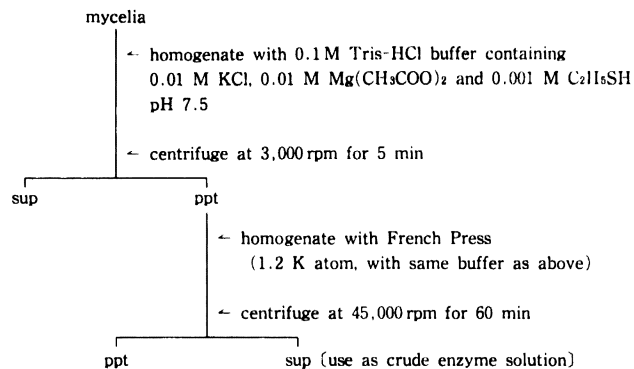 mycelia
← homogenate with 0.1 M Tris-HCl buffer containing
0.01 M KCl, 0.01 M Mg(CH₃COO)₂ and 0.001 M C₂H₅SH
pH 7.5
← centrifuge at 3,000 rpm for 5 min
sup ppt
← homogenate with French Press
(1.2 K atom, with same buffer as above)
← centrifuge at 45,000 rpm for 60 min
ppt sup (use as crude enzyme solution)